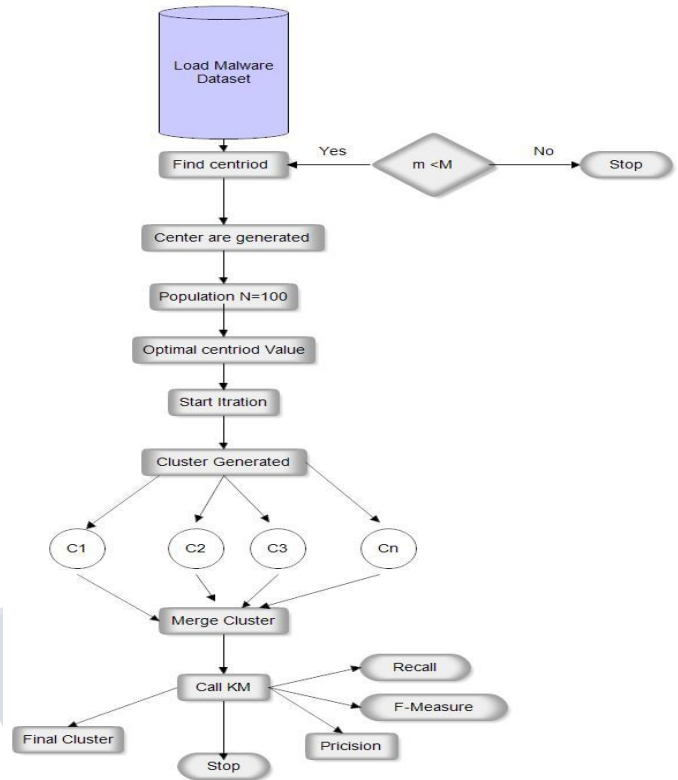 Load Malware
Dataset
Find centriod
Yes
m <M
No
Stop
Center are generated
Population N=100
Optimal centriod Value
Start Itration
Cluster Generated
C1
C2
C3
Cn
Merge Cluster
Call KM
Recall
F-Measure
Final Cluster
Pricision
Stop